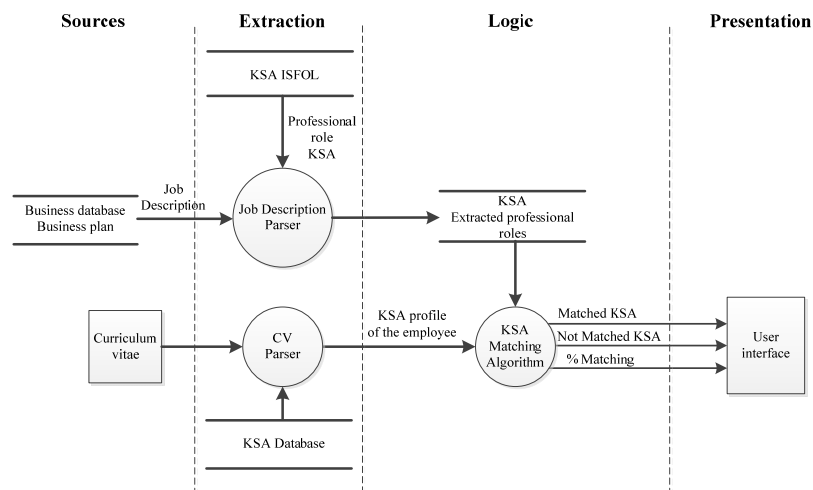 Sources
Extraction
Logic
Presentation
KSA ISFOL
Professional
role
KSA
Job
Description
Business database
Business plan
Job Description
Parser
KSA
Extracted professional
roles
Curriculum
vitae
CV
Parser
KSA profile
of the employee
KSA
Matching
Algorithm
Matched KSA
Not Matched KSA
% Matching
User
interface
KSA Database